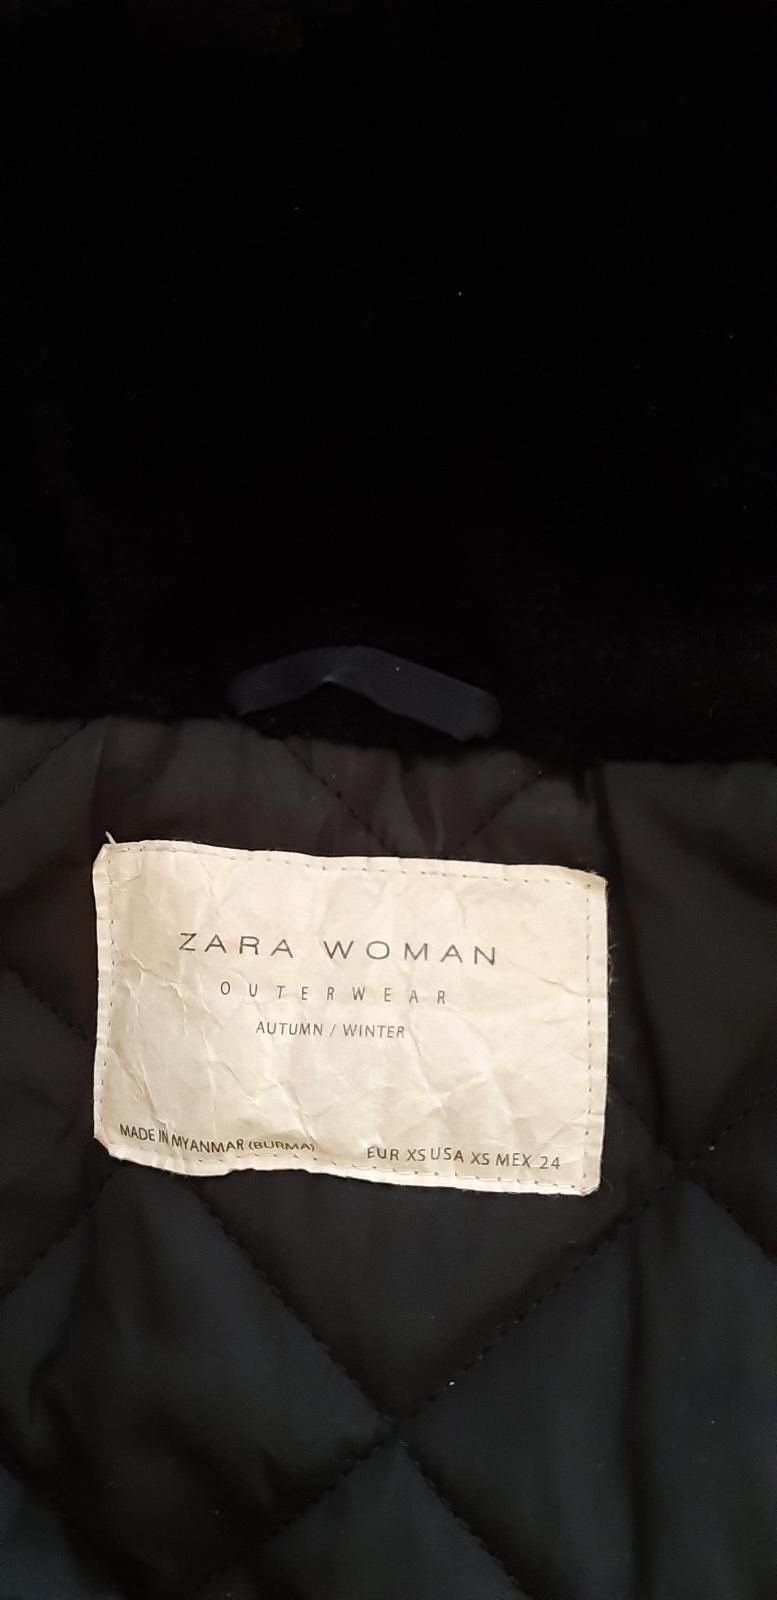 ZARA WOMAN
OUTERWEAR
AUTUMN / WINTER
MADE IN MYANMAR (BURMA) EUR XS USA XS MEX 24